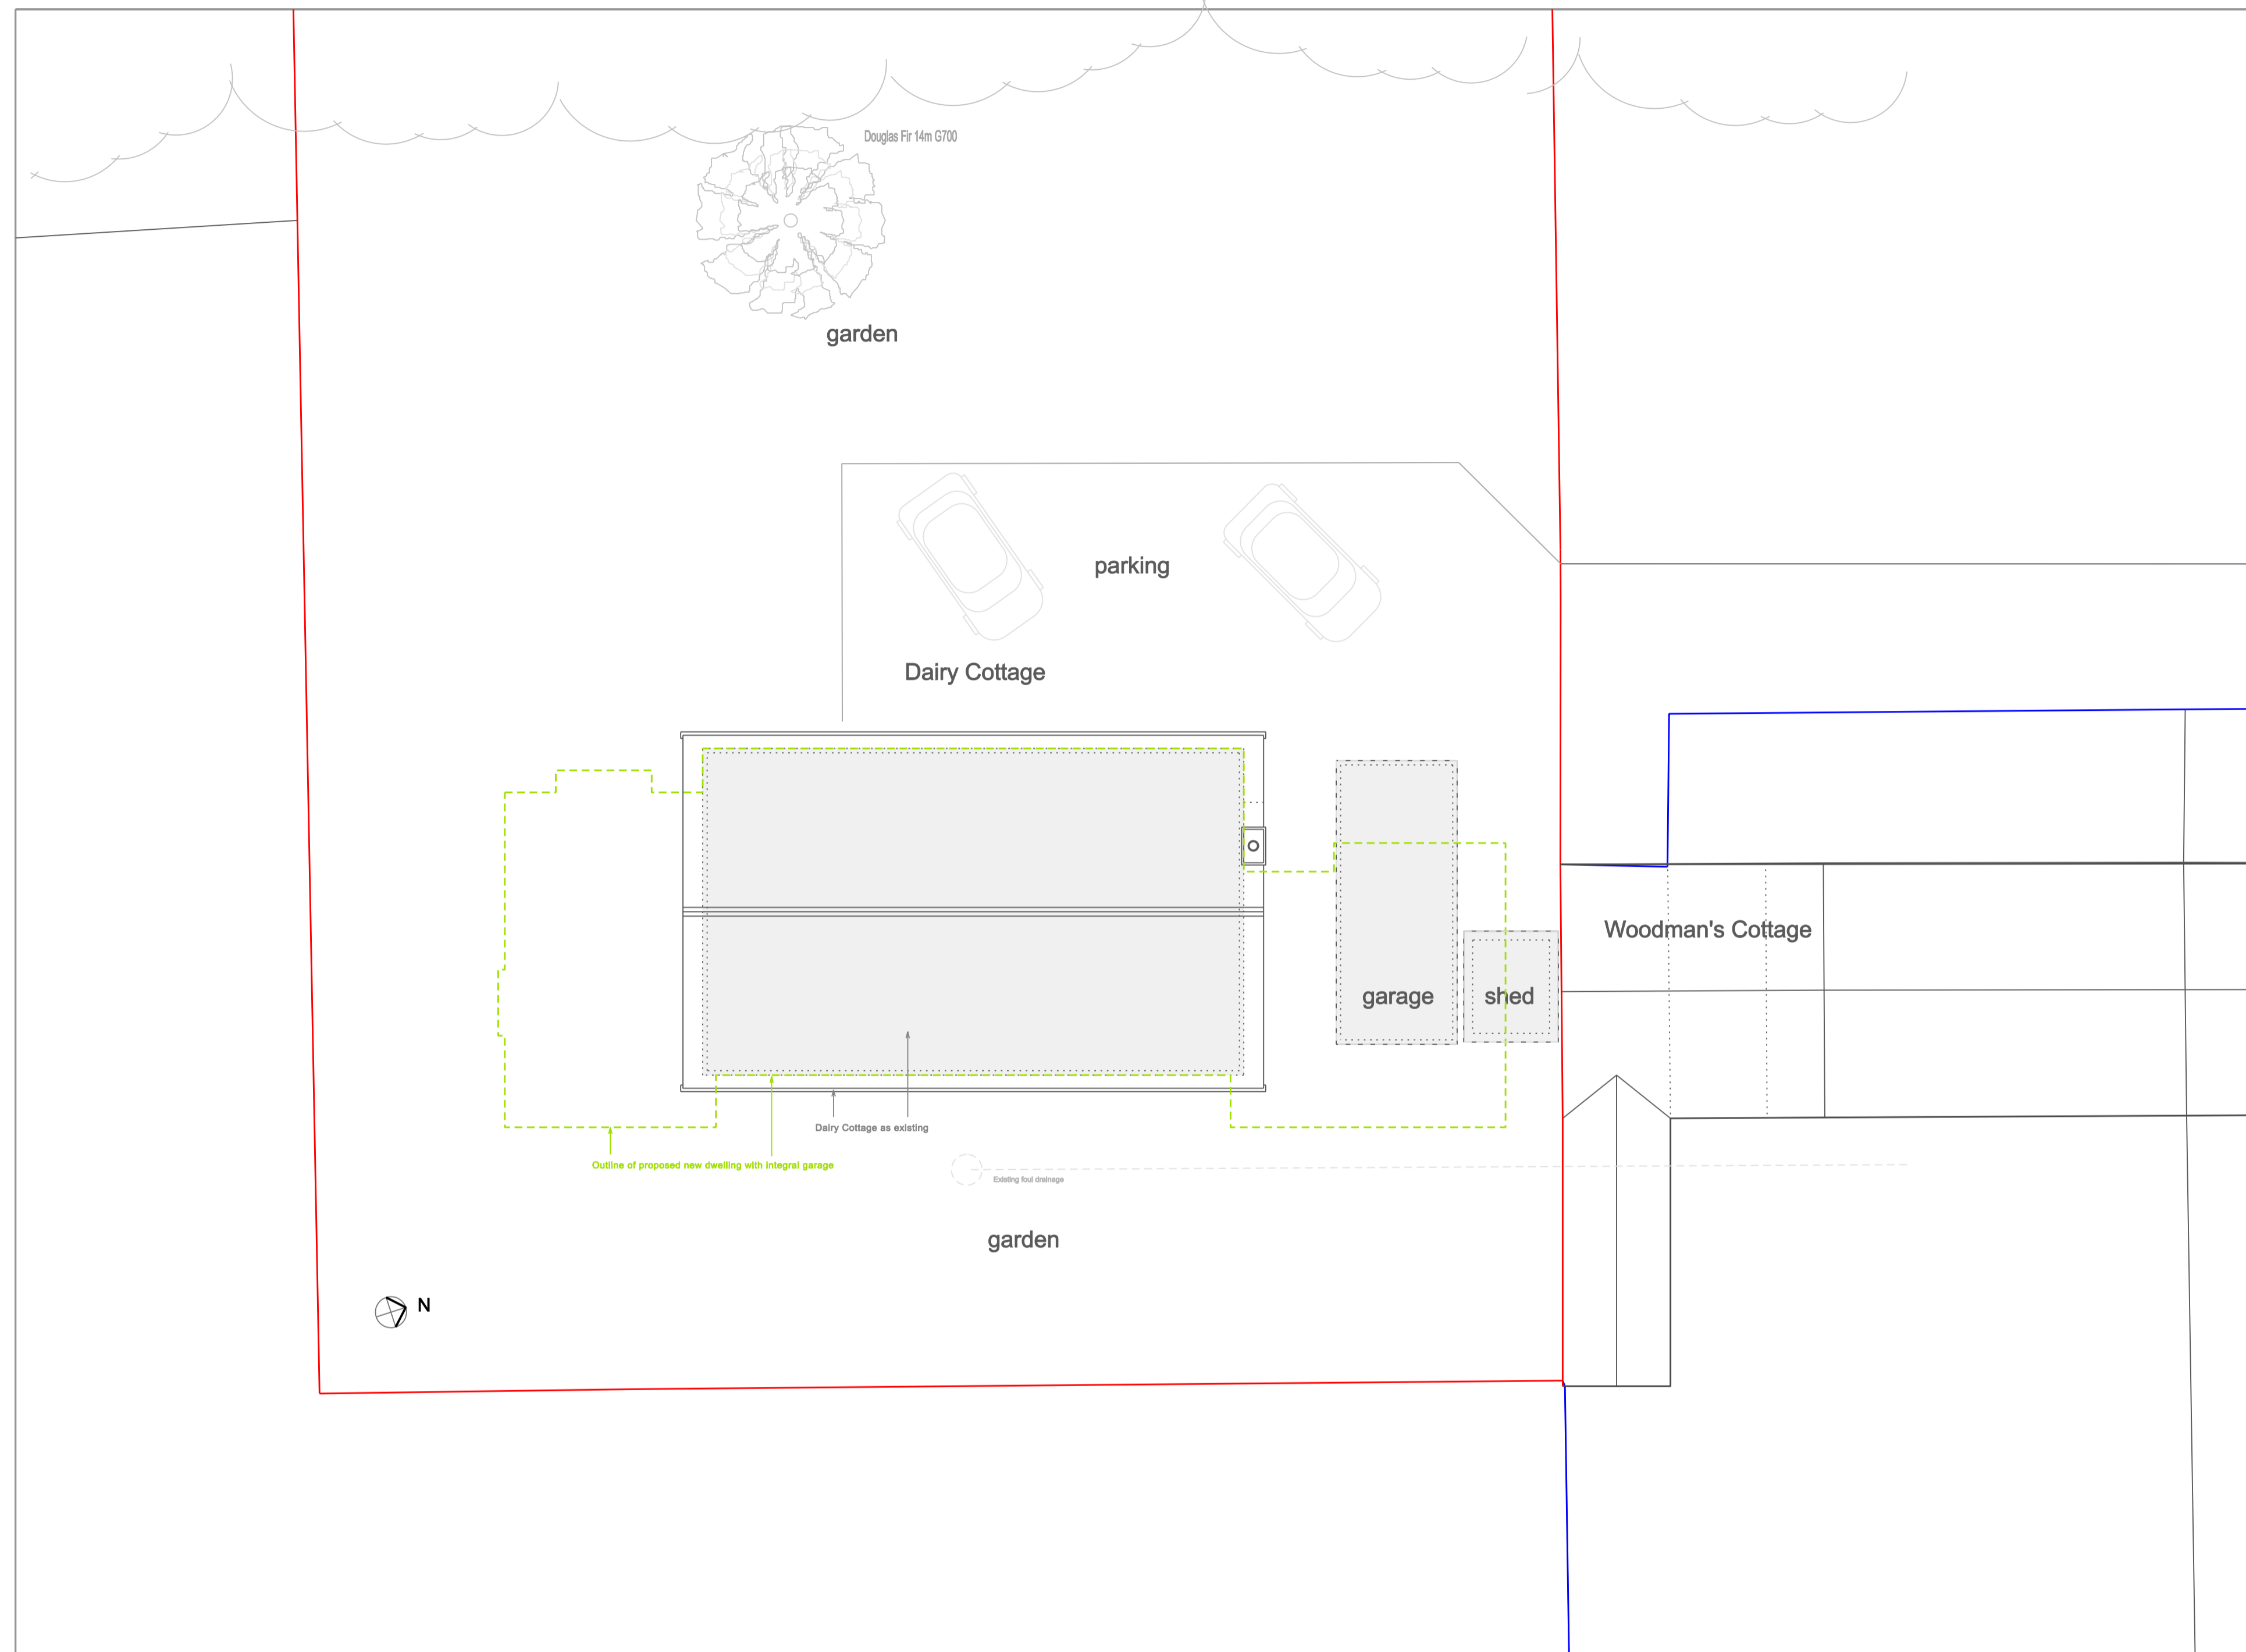 Douglas Fir 14m G700
garden
parking
Dairy Cottage
Woodman's Cottage
garage
shed
Dairy Cottage as existing
Outline of proposed new dwelling with integral garage
Existing foul drainage
garden
N